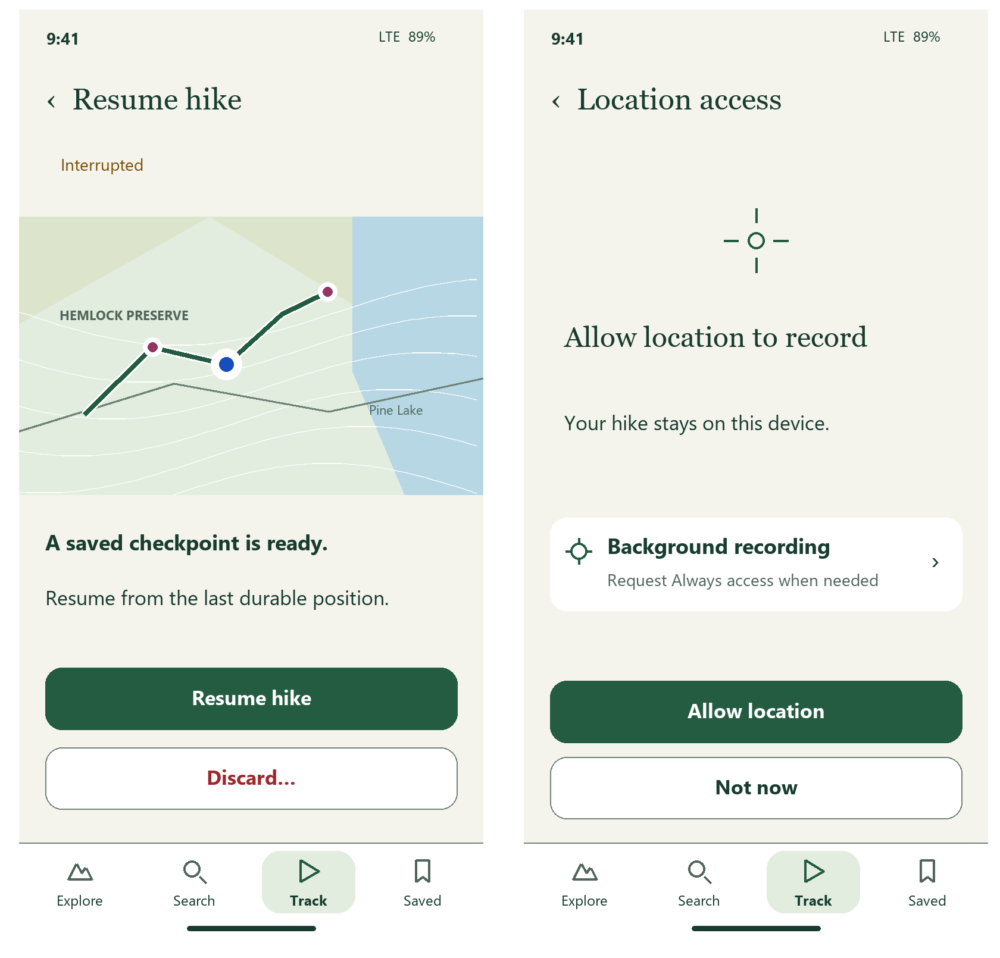 9:41
LTE 89%
‹ Resume hike
Interrupted
HEMLOCK PRESERVE
Pine Lake
A saved checkpoint is ready.
Resume from the last durable position.
Resume hike
Discard...
Explore
Search
Track
Saved
9:41
LTE 89%
‹ Location access
Allow location to record
Your hike stays on this device.
Background recording
Request Always access when needed
›
Allow location
Not now
Explore
Search
Track
Saved